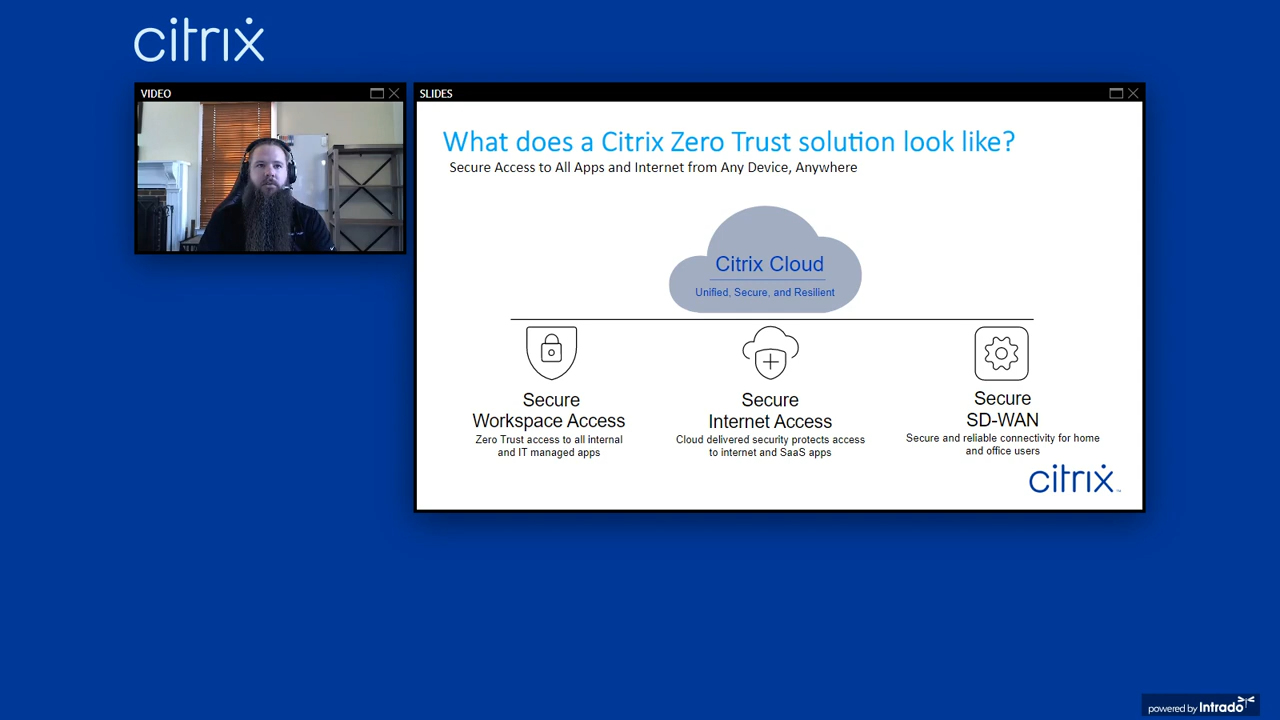 citrix
VIDEO
SLIDES
What does a Citrix Zero Trust solution look like?
Secure Access to All Apps and Internet from Any Device, Anywhere
Citrix Cloud
Unified, Secure, and Resilient
Secure
Workspace Access
Zero Trust access to all internal
and IT managed apps
Secure
Internet Access
Cloud delivered security protects access
to internet and SaaS apps
Secure
SD-WAN
Secure and reliable connectivity for home
and office users
citrix
powered by Intrado